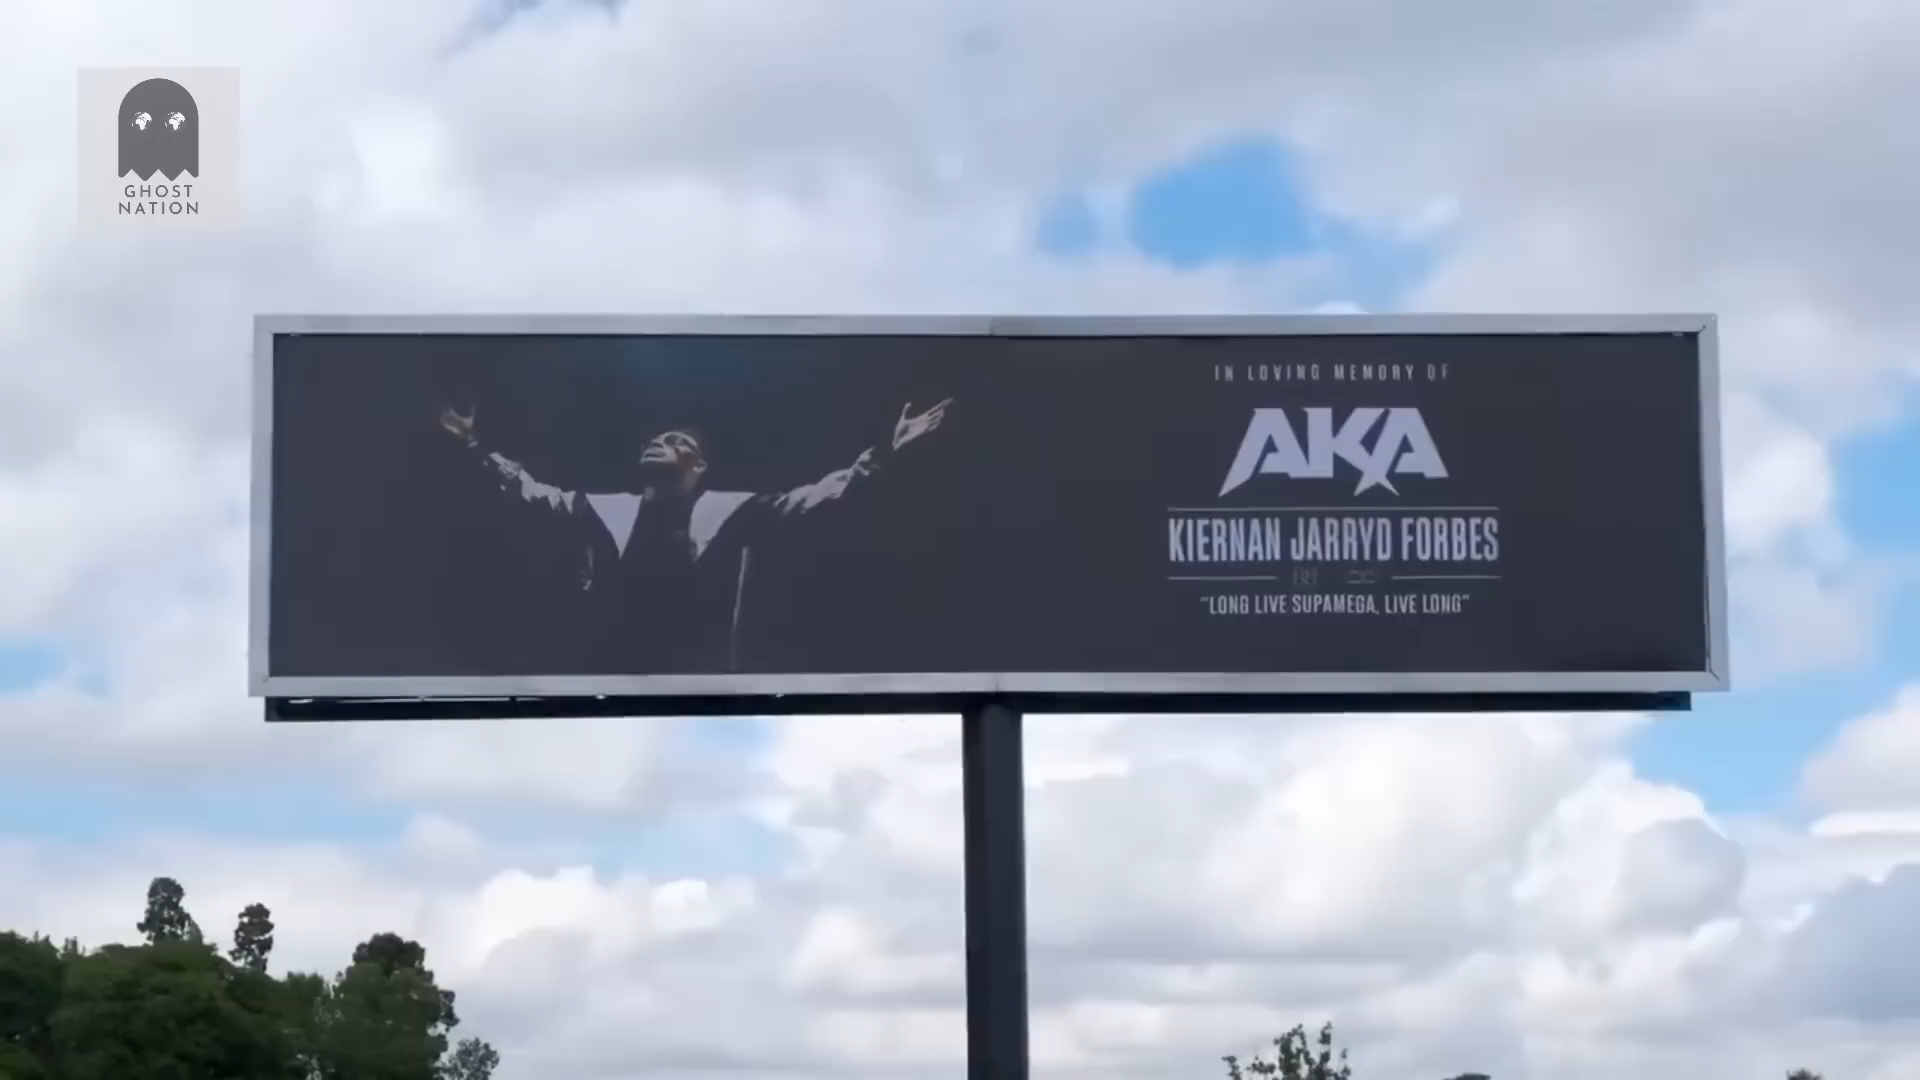 GHOST
NATION
IN LOVING MEMORY OF
AKA
KIERNAN JARRYD FORBES
"LONG LIVE SUPAMEGA, LIVE LONG"